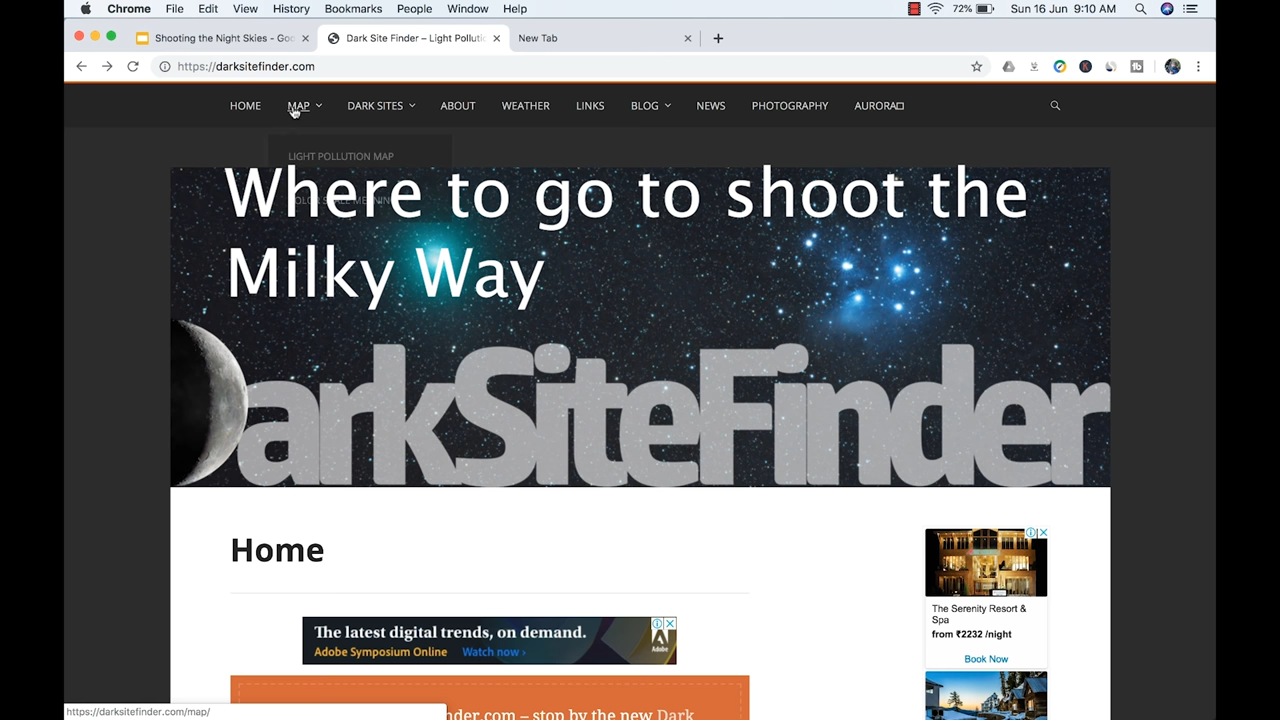 Chrome File Edit View History Bookmarks People Window Help 72% Sun 16 Jun 9:10 AM
Shooting the Night Skies - Goo Dark Site Finder – Light Polluti New Tab
https://darksitefinder.com
HOME MAP DARK SITES ABOUT WEATHER LINKS BLOG NEWS PHOTOGRAPHY AURORA
LIGHT POLLUTION MAP
Where to go to shoot the
Milky Way
DarkSiteFinder
Home
The latest digital trends, on demand.
Adobe Symposium Online Watch now ›
Adobe
The Serenity Resort &
Spa
from ₹2232 /night
Book Now
nder.com – stop by the new Dark
https://darksitefinder.com/map/